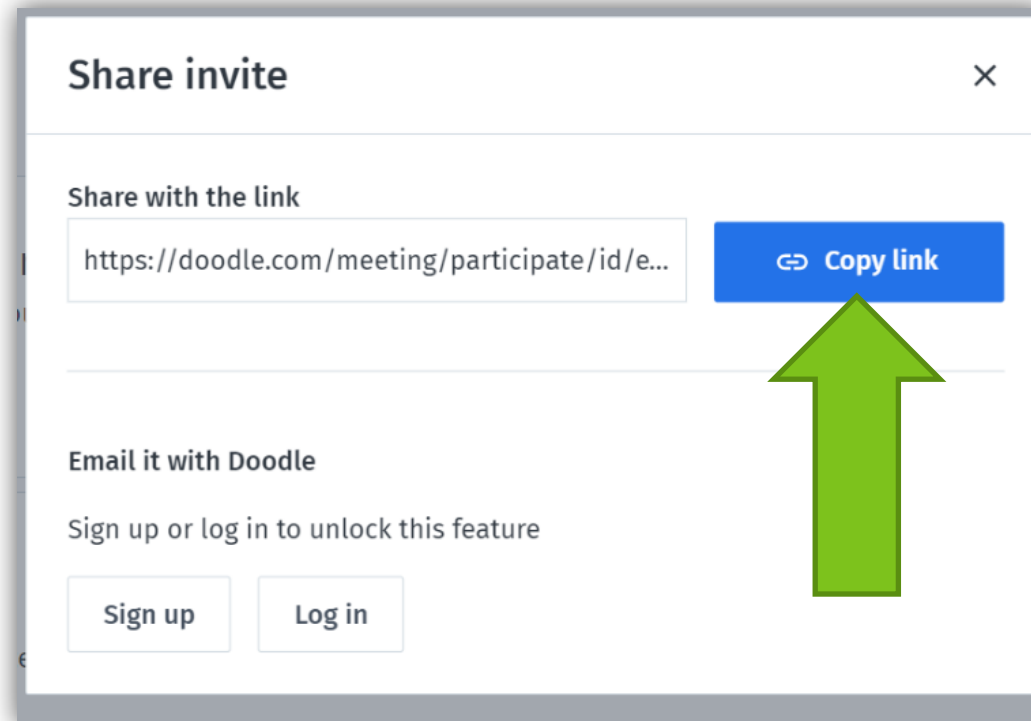 Share invite
Share with the link
https://doodle.com/meeting/participate/id/e...
Copy link
Email it with Doodle
Sign up or log in to unlock this feature
Sign up
Log in